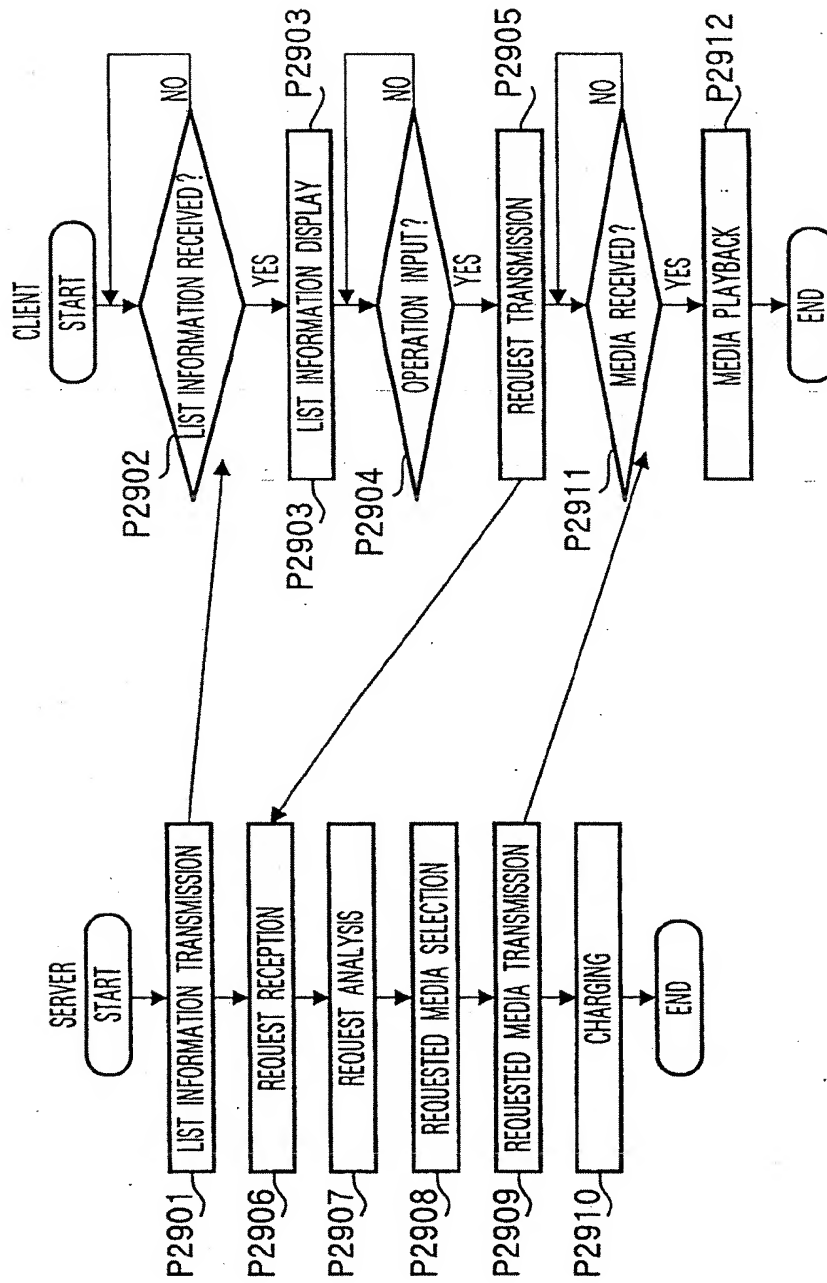 SERVER
START
P2901
LIST INFORMATION TRANSMISSION
P2906
REQUEST RECEPTION
P2907
REQUEST ANALYSIS
P2908
REQUESTED MEDIA SELECTION
P2909
REQUESTED MEDIA TRANSMISSION
P2910
CHARGING
END
CLIENT
START
P2902
LIST INFORMATION RECEIVED?
NO
YES
P2903
LIST INFORMATION DISPLAY
P2903
P2904
OPERATION INPUT?
NO
YES
REQUEST TRANSMISSION
P2905
P2911
MEDIA RECEIVED?
NO
YES
MEDIA PLAYBACK
P2912
END